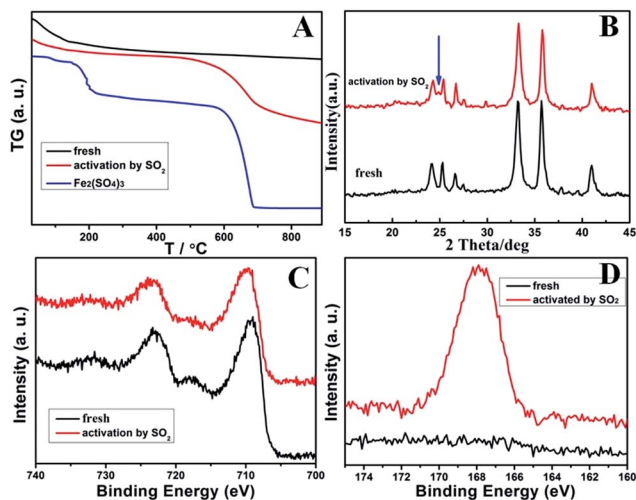 A
TG (a. u.)
fresh
activation by SO2
Fe2(SO4)3
200 400 600 800
T / °C
B
Intensity(a.u.)
activation by SO2
fresh
15 20 25 30 35 40 45
2 Theta/deg
C
Intensity (a. u.)
fresh
activation by SO2
740 730 720 710 700
Binding Energy (eV)
D
Intensity (a. u.)
fresh
activated by SO2
174 172 170 168 166 164 162 160
Binding Energy (eV)